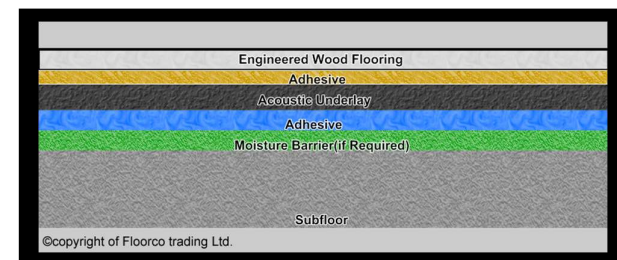 Engineered Wood Flooring
Adhesive
Acoustic Underlay
Adhesive
Moisture Barrier(if Required)
Subfloor
©copyright of Floorco trading Ltd.